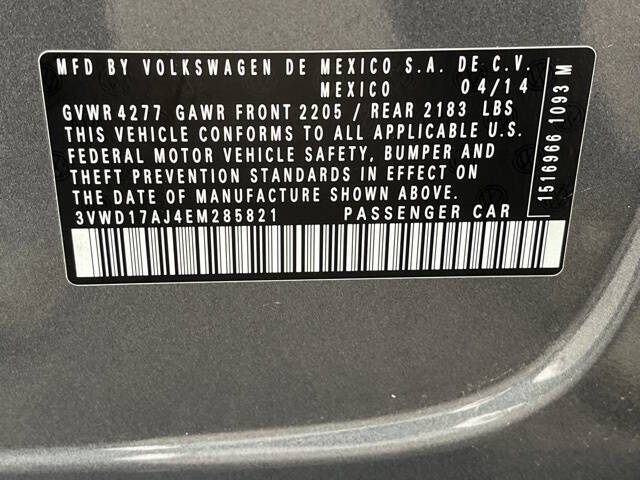 MFD BY VOLKSWAGEN DE MEXICO S.A. DE C.V.
MEXICO 04/14
GVWR 4277 GAWR FRONT 2205 / REAR 2183 LBS
THIS VEHICLE CONFORMS TO ALL APPLICABLE U.S.
FEDERAL MOTOR VEHICLE SAFETY, BUMPER AND
THEFT PREVENTION STANDARDS IN EFFECT ON
THE DATE OF MANUFACTURE SHOWN ABOVE.
3VWD17AJ4EM285821 PASSENGER CAR
1516966 1093 M